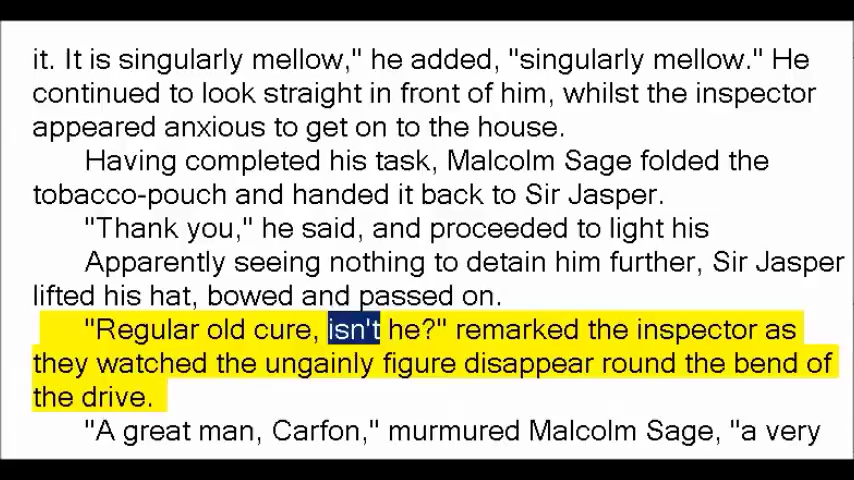 it. It is singularly mellow," he added, "singularly mellow." He
continued to look straight in front of him, whilst the inspector
appeared anxious to get on to the house.
Having completed his task, Malcolm Sage folded the
tobacco-pouch and handed it back to Sir Jasper.
"Thank you," he said, and proceeded to light his
Apparently seeing nothing to detain him further, Sir Jasper
lifted his hat, bowed and passed on.
"Regular old cure, isn't he?" remarked the inspector as
they watched the ungainly figure disappear round the bend of
the drive.
"A great man, Carfon," murmured Malcolm Sage, "a very